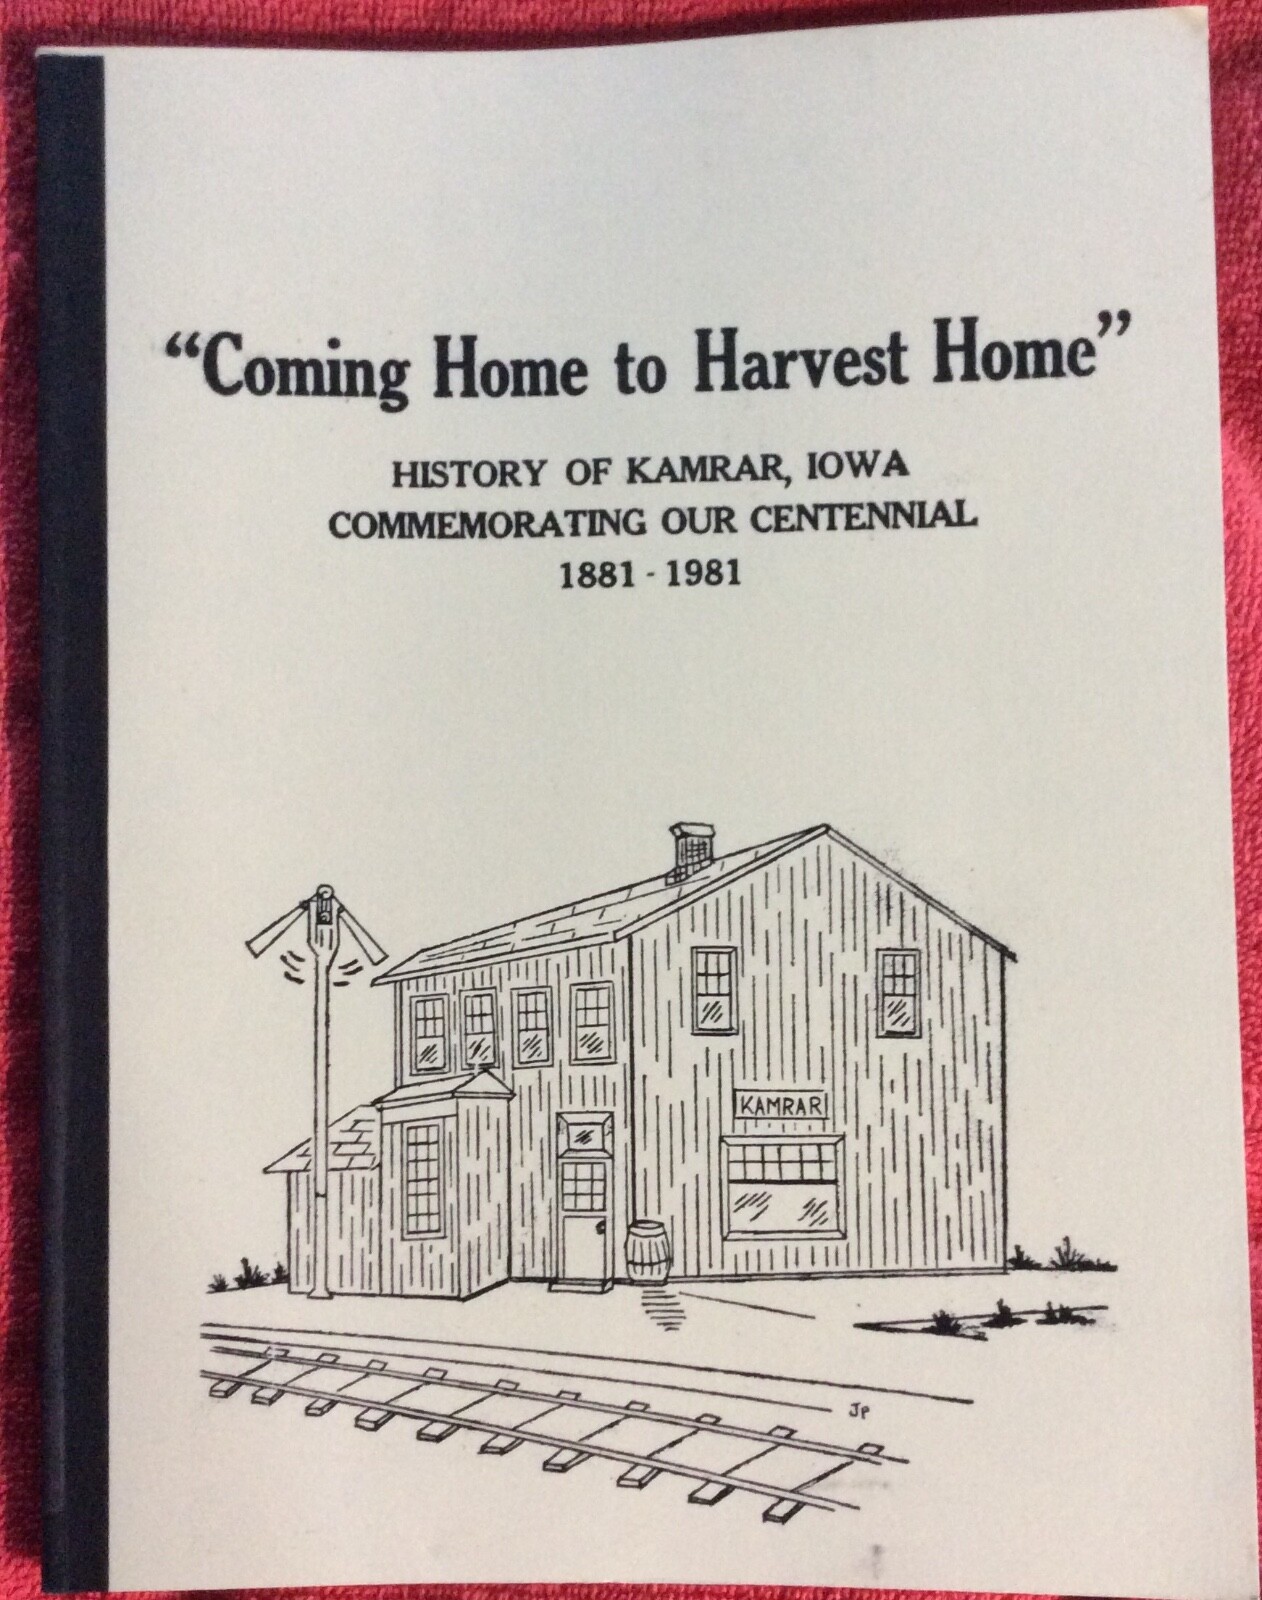 “Coming Home to Harvest Home”
HISTORY OF KAMRAR, IOWA
COMMEMORATING OUR CENTENNIAL
1881 - 1981
KAMRAR
JP